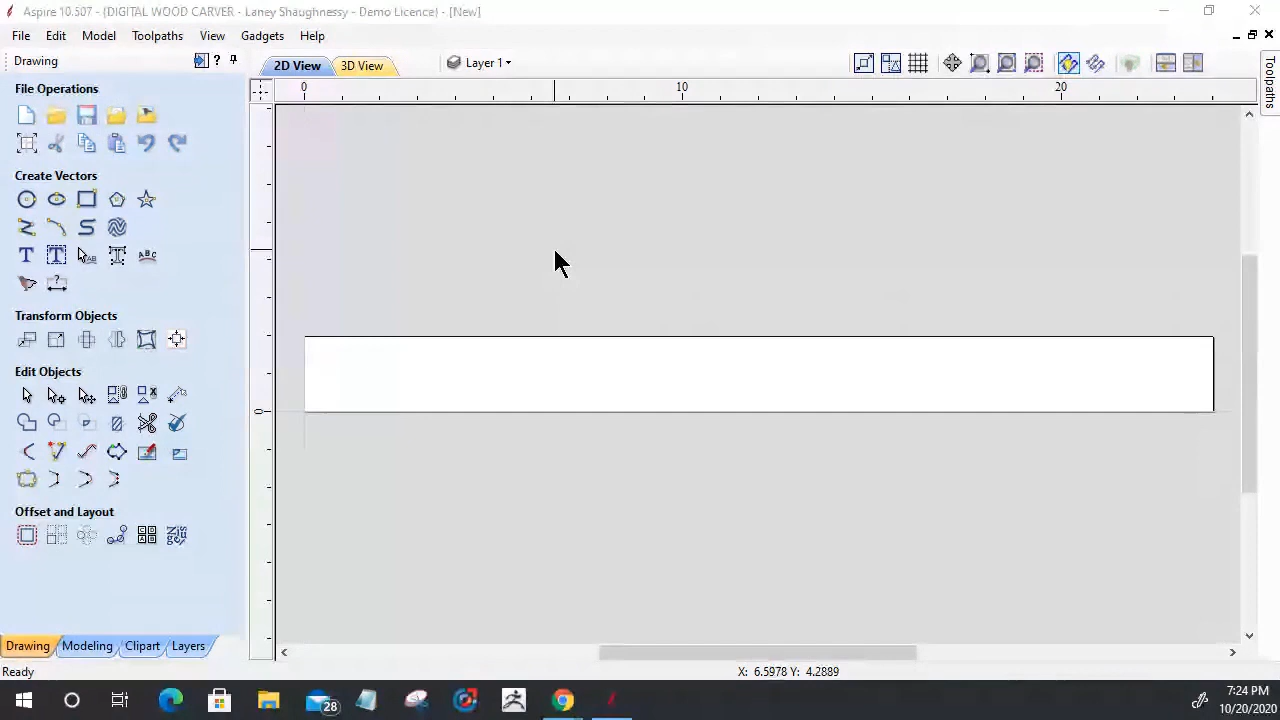 Aspire 10.507 - {DIGITAL WOOD CARVER - Laney Shaughnessy - Demo Licence} - [New]
File Edit Model Toolpaths View Gadgets Help
Drawing
?
2D View
3D View
Layer 1
File Operations
Create Vectors
Transform Objects
Edit Objects
Offset and Layout
0 10 20
0
Toolpaths
Drawing Modeling Clipart Layers
Ready
X: 6.5978 Y: 4.2889
28
7:24 PM
10/20/2020